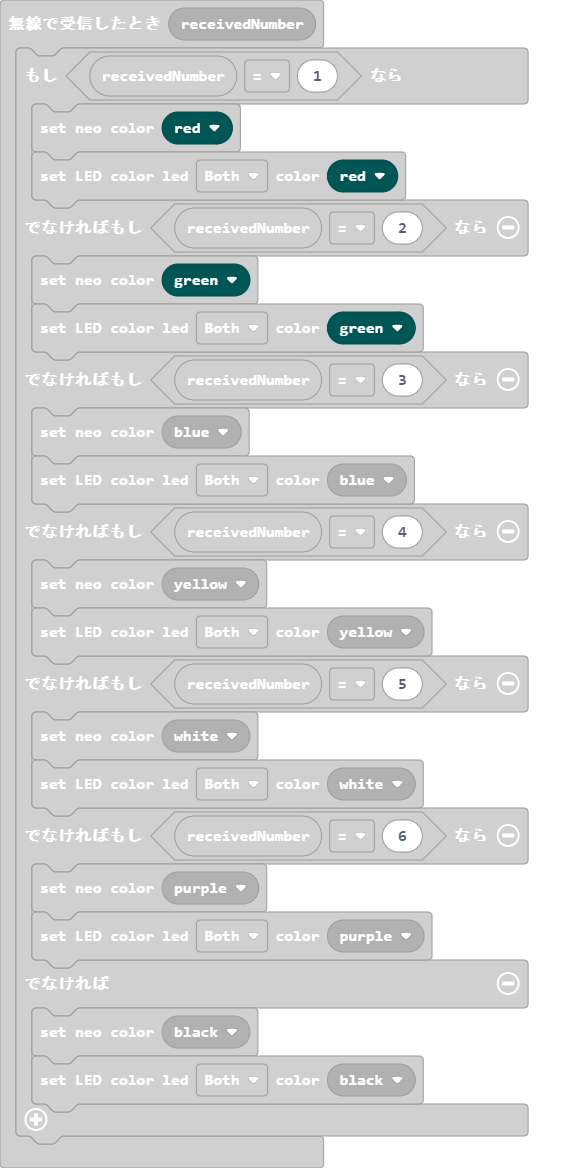 無線で受信したとき receivedNumber
もし receivedNumber = 1 なら
set neo color red
set LED color led Both color red
でなければもし receivedNumber = 2 なら
set neo color green
set LED color led Both color green
でなければもし receivedNumber = 3 なら
set neo color blue
set LED color led Both color blue
でなければもし receivedNumber = 4 なら
set neo color yellow
set LED color led Both color yellow
でなければもし receivedNumber = 5 なら
set neo color white
set LED color led Both color white
でなければもし receivedNumber = 6 なら
set neo color purple
set LED color led Both color purple
でなければ
set neo color black
set LED color led Both color black